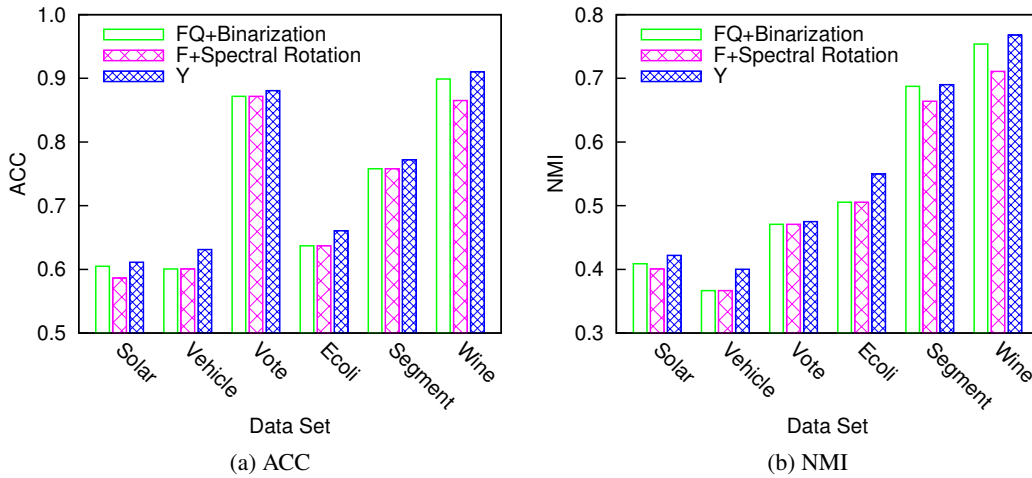 1.0
0.9
0.8
0.7
0.6
0.5
ACC
FQ+Binarization
F+Spectral Rotation
Y
Solar
Vehicle
Vote
Ecoli
Segment
Wine
Data Set
(a) ACC
0.8
0.7
0.6
0.5
0.4
0.3
NMI
FQ+Binarization
F+Spectral Rotation
Y
Solar
Vehicle
Vote
Ecoli
Segment
Wine
Data Set
(b) NMI